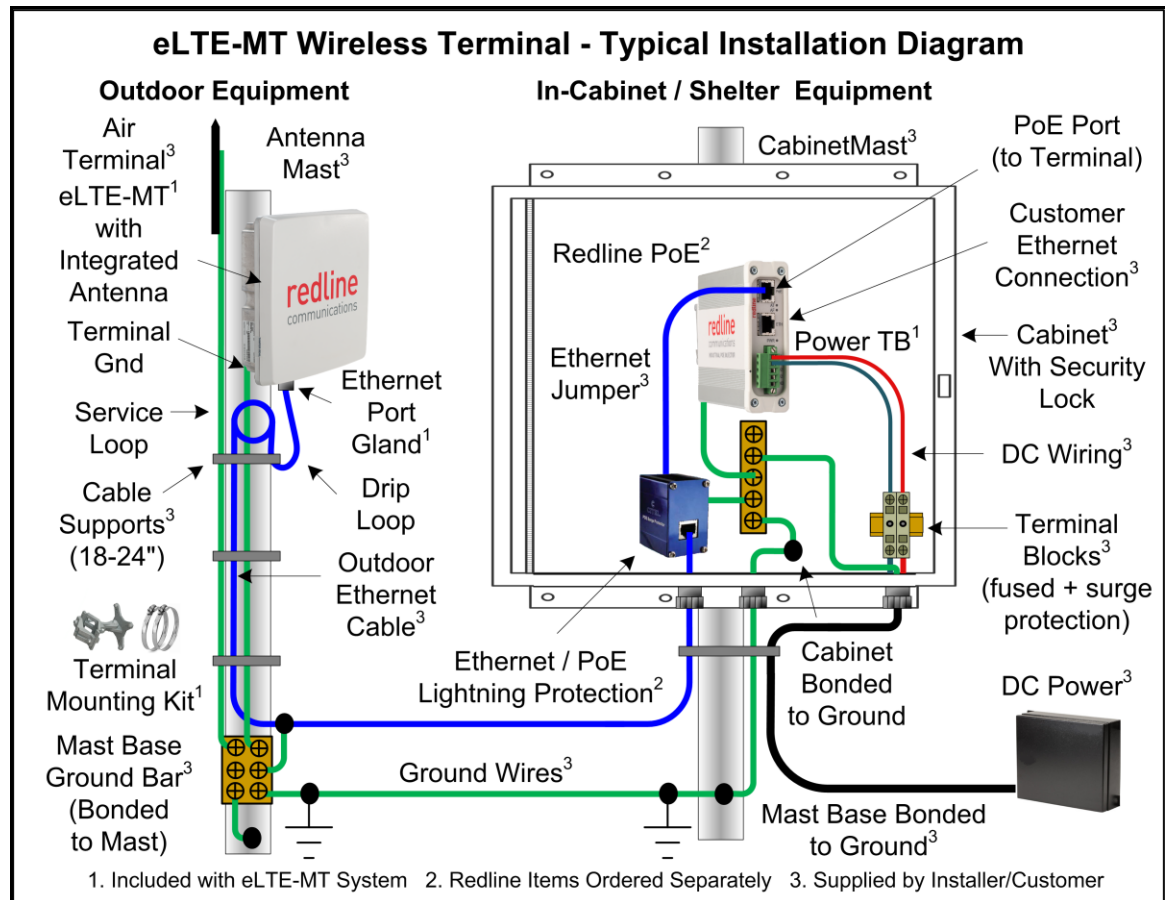 eLTE-MT Wireless Terminal - Typical Installation Diagram
Outdoor Equipment
In-Cabinet / Shelter Equipment
Air
Terminal³
eLTE-MT¹
with
Integrated
Antenna
Terminal
Gnd
Service
Loop
Cable
Supports³
(18-24")
Antenna
Mast³
redline
communications
Ethernet
Port
Gland¹
Drip
Loop
Outdoor
Ethernet
Cable³
Terminal
Mounting Kit¹
Mast Base
Ground Bar³
(Bonded
to Mast)
CabinetMast³
Redline PoE²
redline
communications
redline
Ethernet
Jumper³
Power TB¹
Ethernet / PoE
Lightning Protection²
Ground Wires³
Cabinet
Bonded
to Ground
Mast Base Bonded
to Ground³
PoE Port
(to Terminal)
Customer
Ethernet
Connection³
Cabinet³
With Security
Lock
DC Wiring³
Terminal
Blocks³
(fused + surge
protection)
DC Power³
1. Included with eLTE-MT System 2. Redline Items Ordered Separately 3. Supplied by Installer/Customer